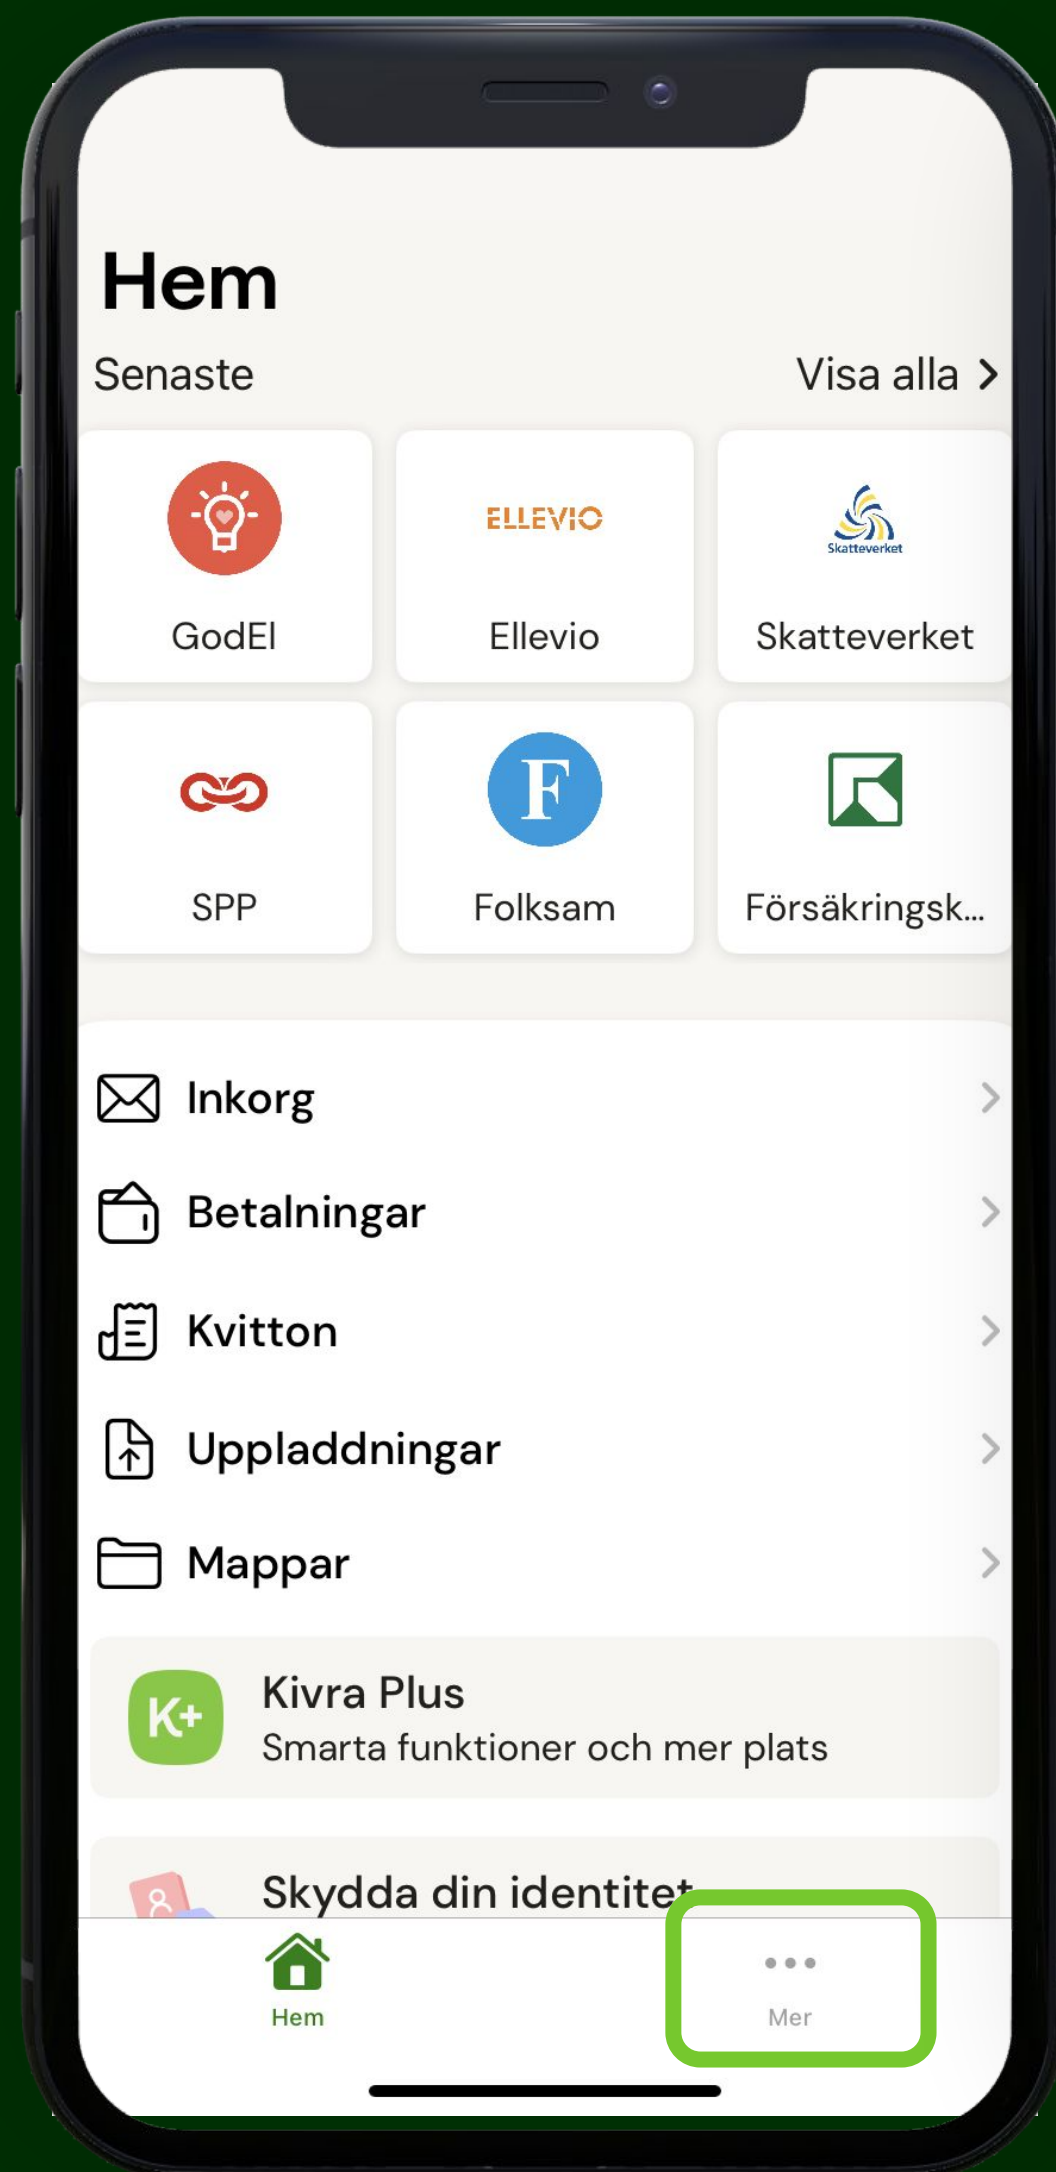 Hem
Senaste
Visa alla
ELLEVIO
Skatteverket
GodEl
Ellevio
Skatteverket
F
SPP
Folksam
Försäkringsk...
Inkorg
Betalningar
Kvitton
Uppladdningar
Mappar
K+
Kivra Plus
Smarta funktioner och mer plats
Skydda din identitet
Hem
Mer